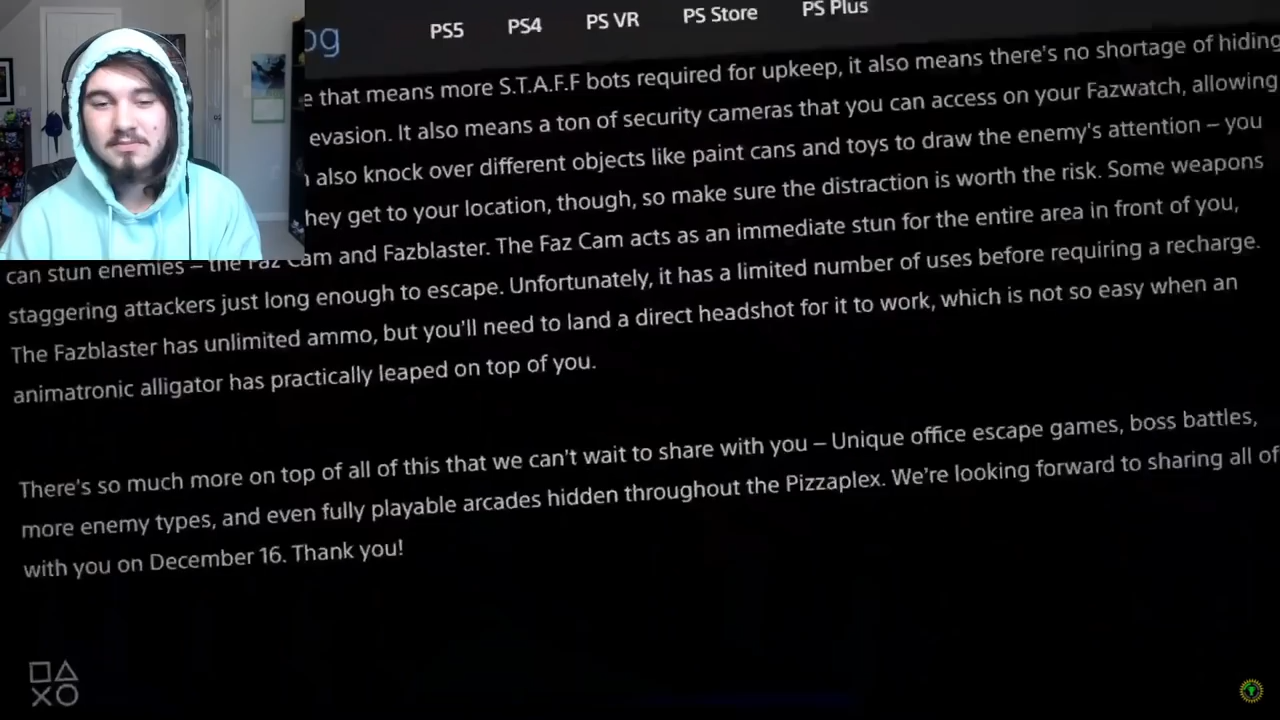 og PS5 PS4 PS VR PS Store PS Plus
e that means more S.T.A.F.F bots required for upkeep, it also means there's no shortage of hiding
evasion. It also means a ton of security cameras that you can access on your Fazwatch, allowing
also knock over different objects like paint cans and toys to draw the enemy's attention – you
hey get to your location, though, so make sure the distraction is worth the risk. Some weapons
can stun enemies – the Faz Cam and Fazblaster. The Faz Cam acts as an immediate stun for the entire area in front of you,
staggering attackers just long enough to escape. Unfortunately, it has a limited number of uses before requiring a recharge.
The Fazblaster has unlimited ammo, but you'll need to land a direct headshot for it to work, which is not so easy when an
animatronic alligator has practically leaped on top of you.
There's so much more on top of all of this that we can't wait to share with you – Unique office escape games, boss battles,
more enemy types, and even fully playable arcades hidden throughout the Pizzaplex. We're looking forward to sharing all of
with you on December 16. Thank you!